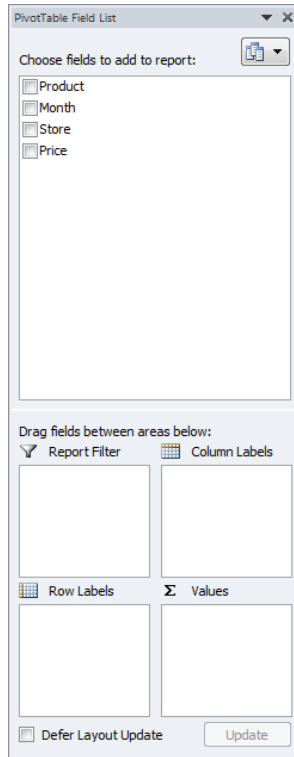 PivotTable Field List
Choose fields to add to report:
Product
Month
Store
Price
Drag fields between areas below:
Report Filter
Column Labels
Row Labels
Σ Values
Defer Layout Update
Update